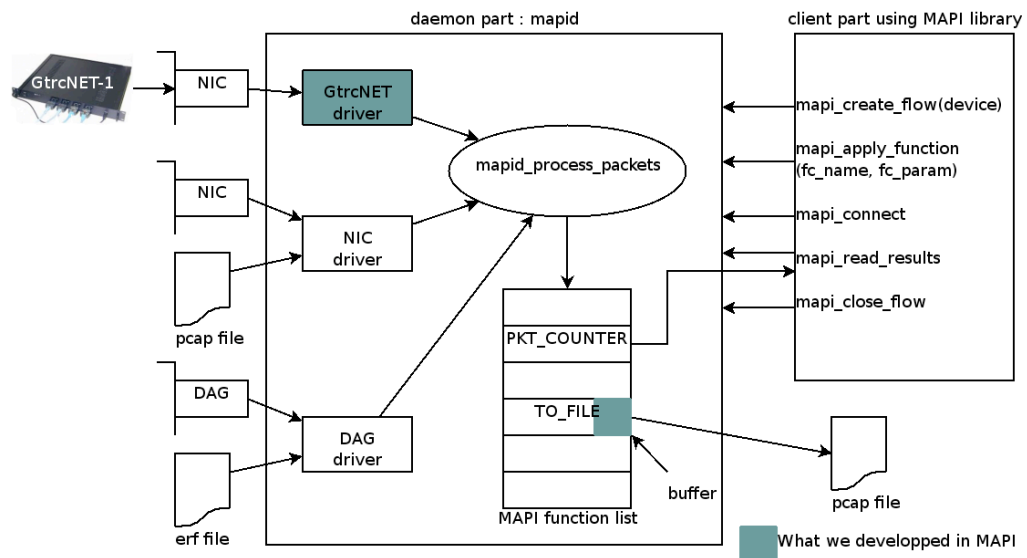 daemon part : mapid
client part using MAPI library
GtrcNET-1
NIC
GtrcNET
driver
mapid_process_packets
mapi_create_flow(device)
mapi_apply_function
(fc_name, fc_param)
mapi_connect
mapi_read_results
mapi_close_flow
NIC
NIC
driver
pcap file
PKT_COUNTER
TO_FILE
DAG
DAG
driver
erf file
buffer
MAPI function list
pcap file
What we developped in MAPI